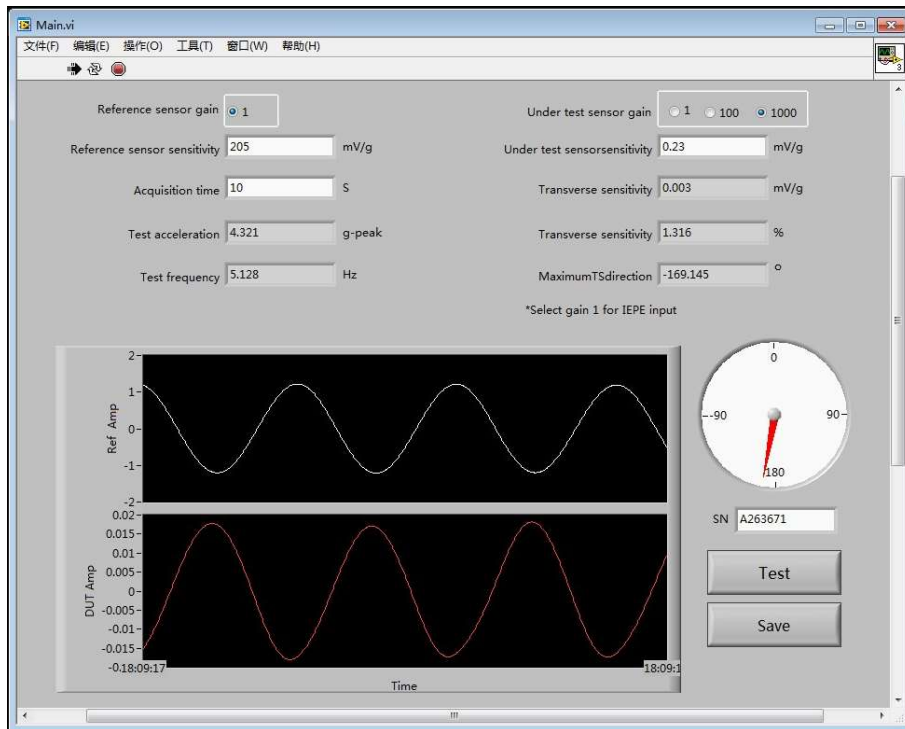 Main.vi
文件(F) 编辑(E) 操作(O) 工具(T) 窗口(W) 帮助(H)
3
Reference sensor gain 1
Under test sensor gain 1 100 1000
Reference sensor sensitivity 205 mV/g
Under test sensorsensitivity 0.23 mV/g
Acquisition time 10 S
Transverse sensitivity 0.003 mV/g
Test acceleration 4.321 g-peak
Transverse sensitivity 1.316 %
Test frequency 5.128 Hz
MaximumTSdirection -169.145 °
*Select gain 1 for IEPE input
Ref Amp
2
1
0
-1
-2
DUT Amp
0.02
0.015
0.01
0.005
0
-0.005
-0.01
-0.015
-0.
18:09:17
18:09:1
Time
0
-90
90
180
SN A263671
Test
Save